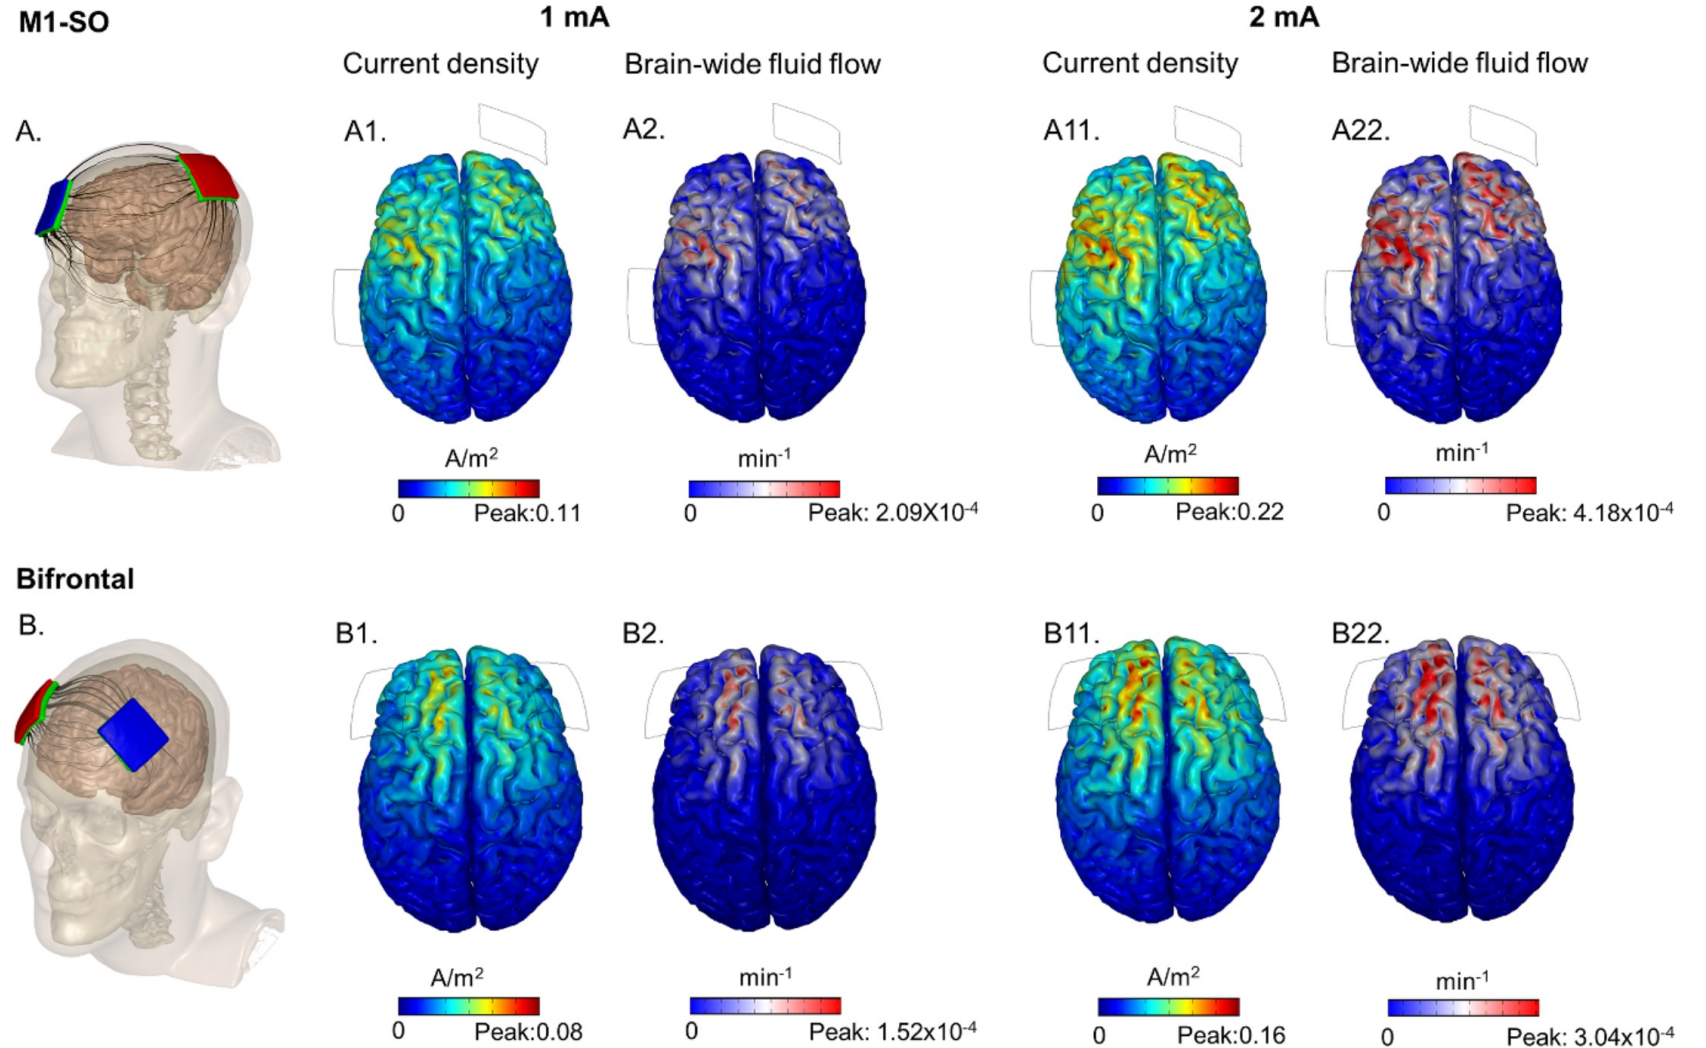 M1-SO
1 mA
2 mA
Current density
Brain-wide fluid flow
Current density
Brain-wide fluid flow
A.
A1.
A2.
A11.
A22.
A/m²
min⁻¹
A/m²
min⁻¹
0 Peak:0.11
0 Peak: 2.09X10⁻⁴
0 Peak:0.22
0 Peak: 4.18x10⁻⁴
Bifrontal
B.
B1.
B2.
B11.
B22.
A/m²
min⁻¹
A/m²
min⁻¹
0 Peak:0.08
0 Peak: 1.52x10⁻⁴
0 Peak:0.16
0 Peak: 3.04x10⁻⁴